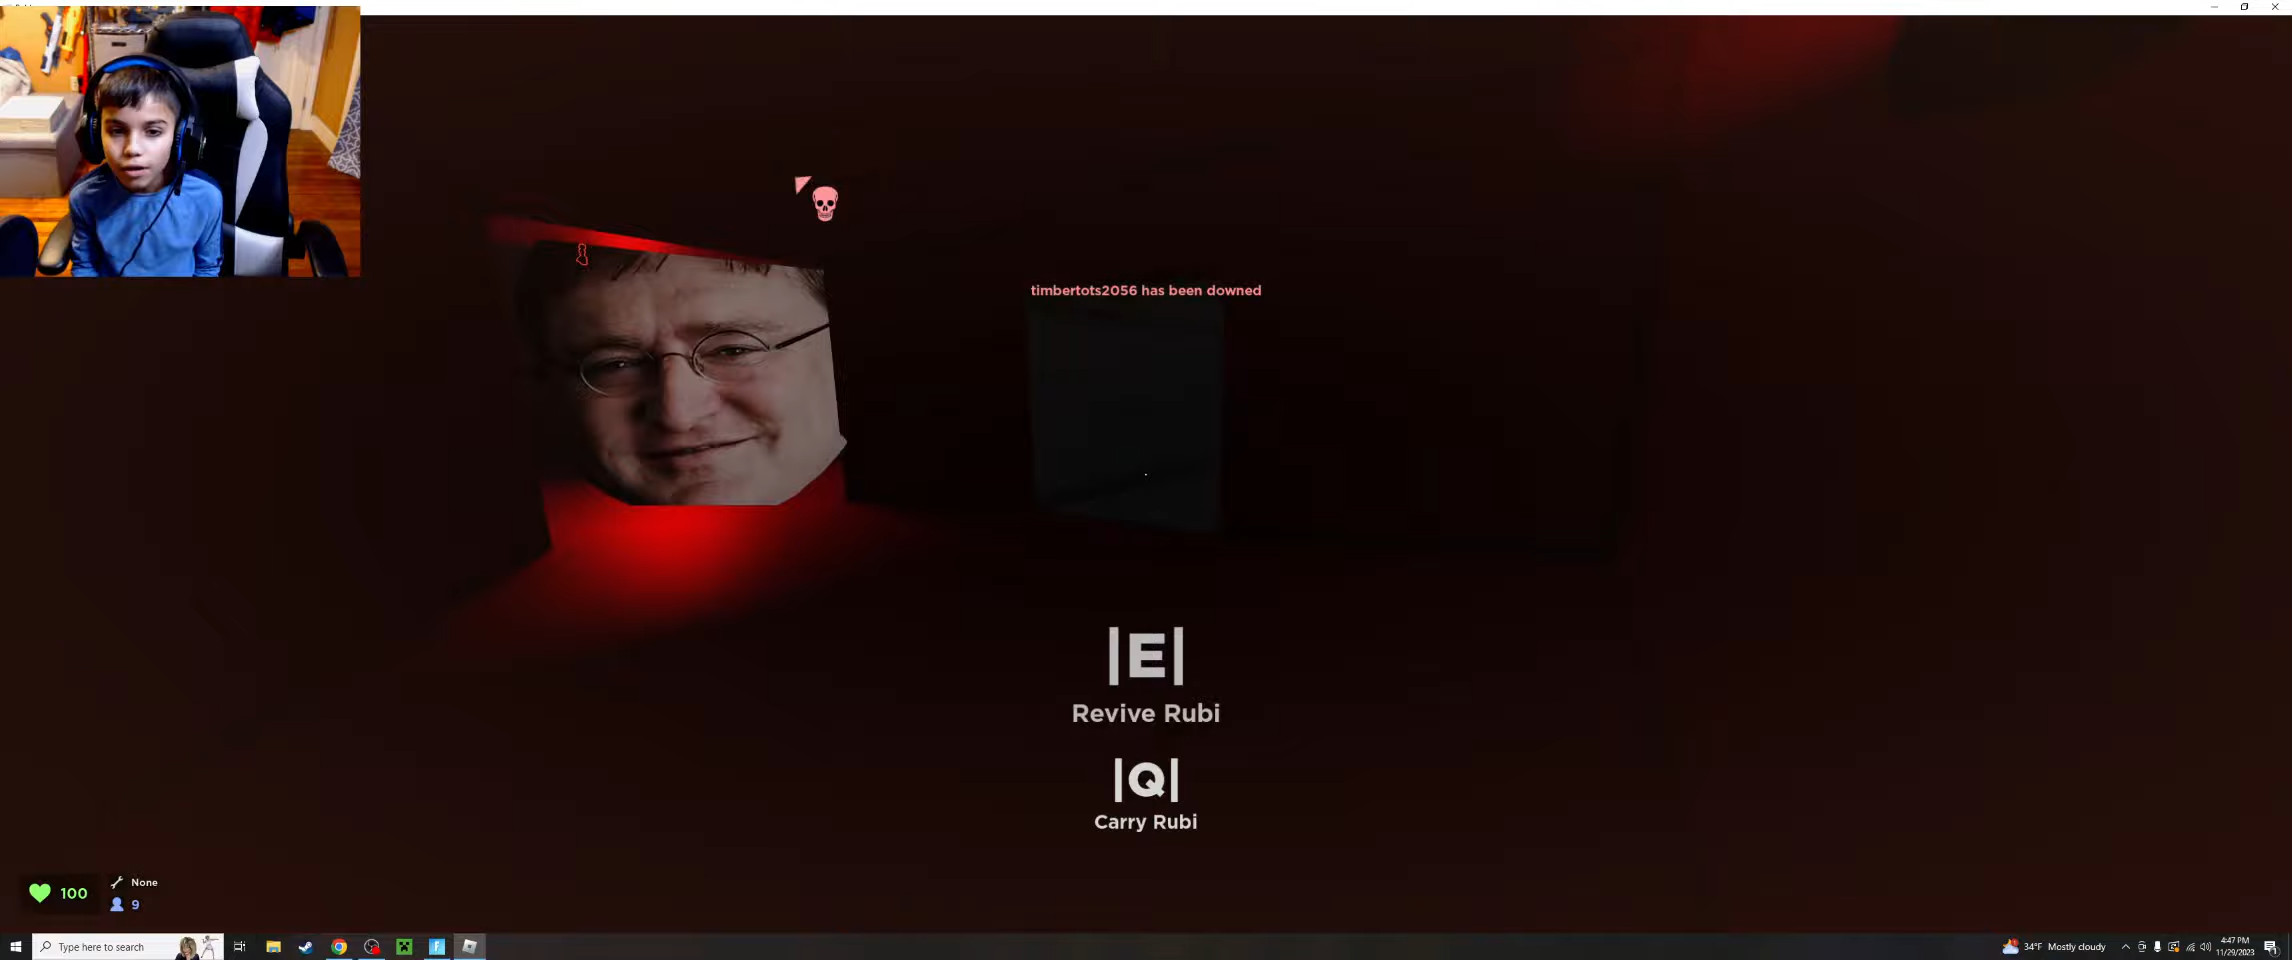 timbertots2056 has been downed
|E|
Revive Rubi
|Q|
Carry Rubi
100
None
9
Type here to search
34°F Mostly cloudy
4:47 PM
11/29/2023